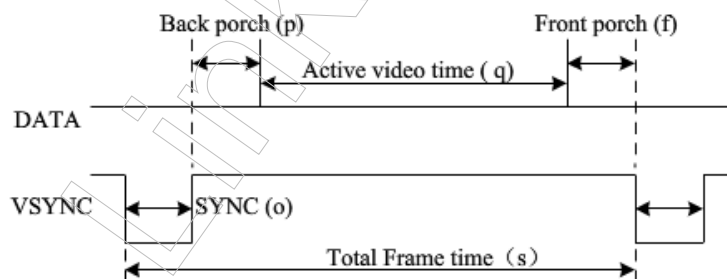 Back porch (p)
Front porch (f)
Active video time ( q)
DATA
VSYNC
SYNC (o)
Total Frame time（s）